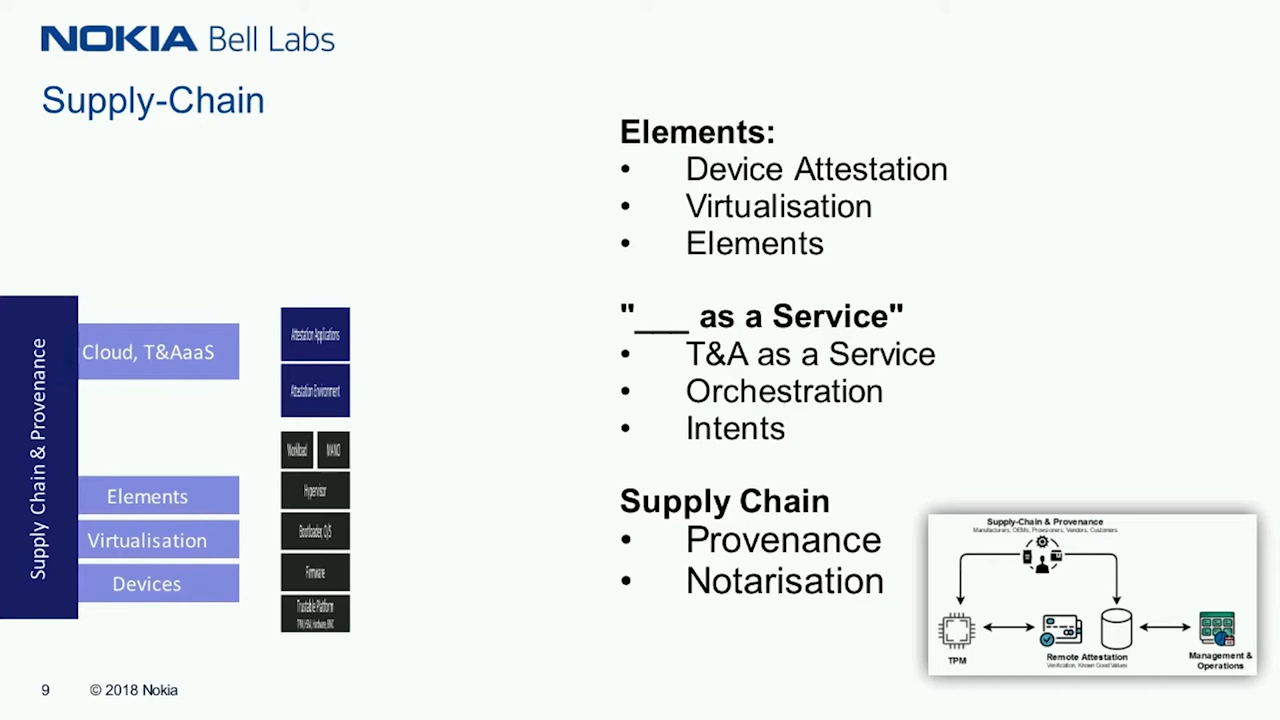 NOKIA Bell Labs
Supply-Chain
Elements:
• Device Attestation
• Virtualisation
• Elements
"___ as a Service"
• T&A as a Service
• Orchestration
• Intents
Supply Chain
• Provenance
• Notarisation
Supply Chain & Provenance
Cloud, T&AaaS
Elements
Virtualisation
Devices
Attestation Applications
Attestation Environment
Workload
MANO
Hypervisor
Bootloader, O/S
Firmware
Trustable Platform
TPM, HSM, Hardware, BMC
Supply-Chain & Provenance
Manufacturers, OEMs, Provisioners, Vendors, Customers
TPM
Remote Attestation
Verification, Known Good Values
Management &
Operations
9 © 2018 Nokia